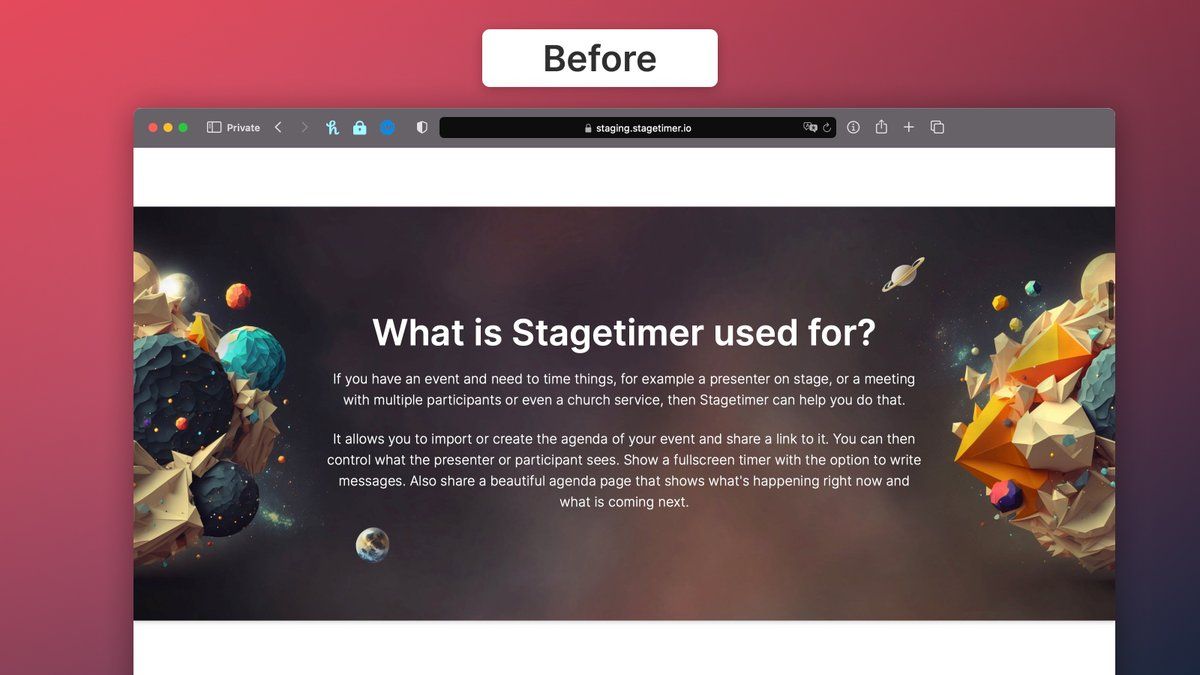 Before
Private
staging.stagetimer.io
What is Stagetimer used for?
If you have an event and need to time things, for example a presenter on stage, or a meeting
with multiple participants or even a church service, then Stagetimer can help you do that.
It allows you to import or create the agenda of your event and share a link to it. You can then
control what the presenter or participant sees. Show a fullscreen timer with the option to write
messages. Also share a beautiful agenda page that shows what's happening right now and
what is coming next.